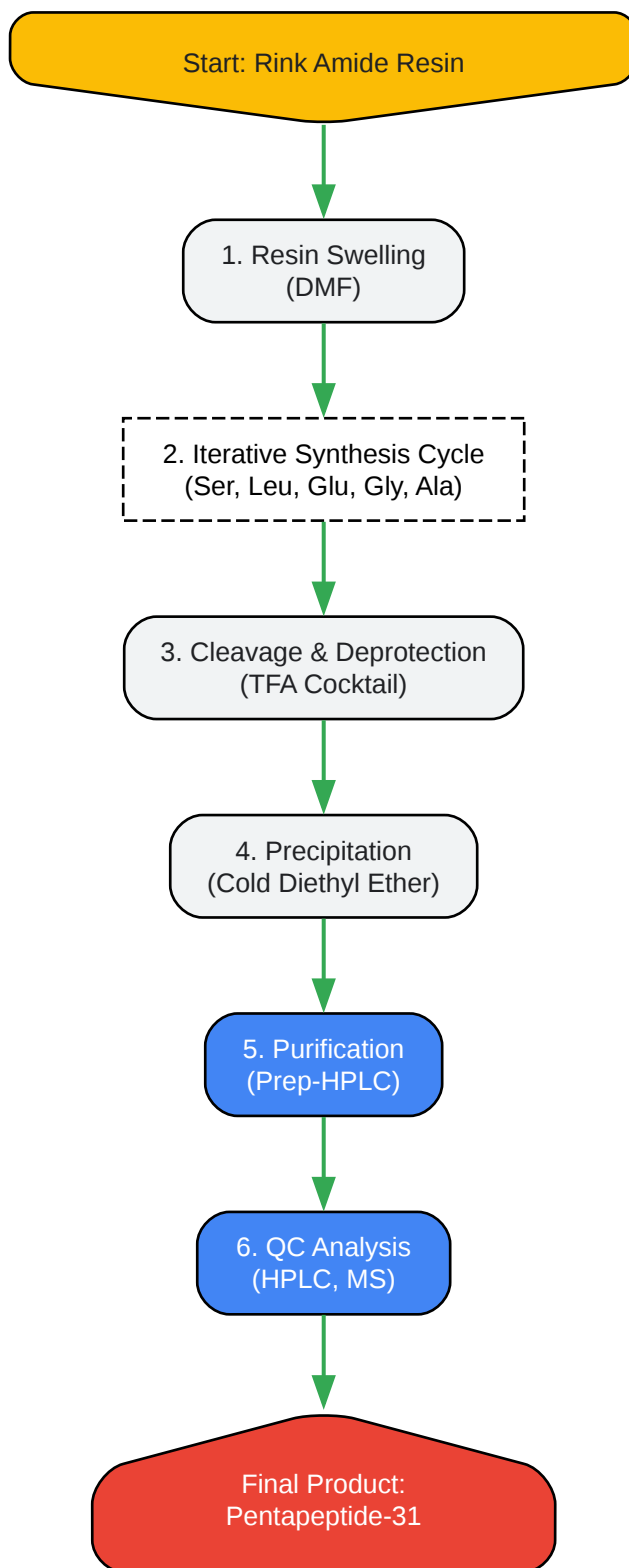 Start: Rink Amide Resin
1. Resin Swelling
(DMF)
2. Iterative Synthesis Cycle
(Ser, Leu, Glu, Gly, Ala)
3. Cleavage & Deprotection
(TFA Cocktail)
4. Precipitation
(Cold Diethyl Ether)
5. Purification
(Prep-HPLC)
6. QC Analysis
(HPLC, MS)
Final Product:
Pentapeptide-31